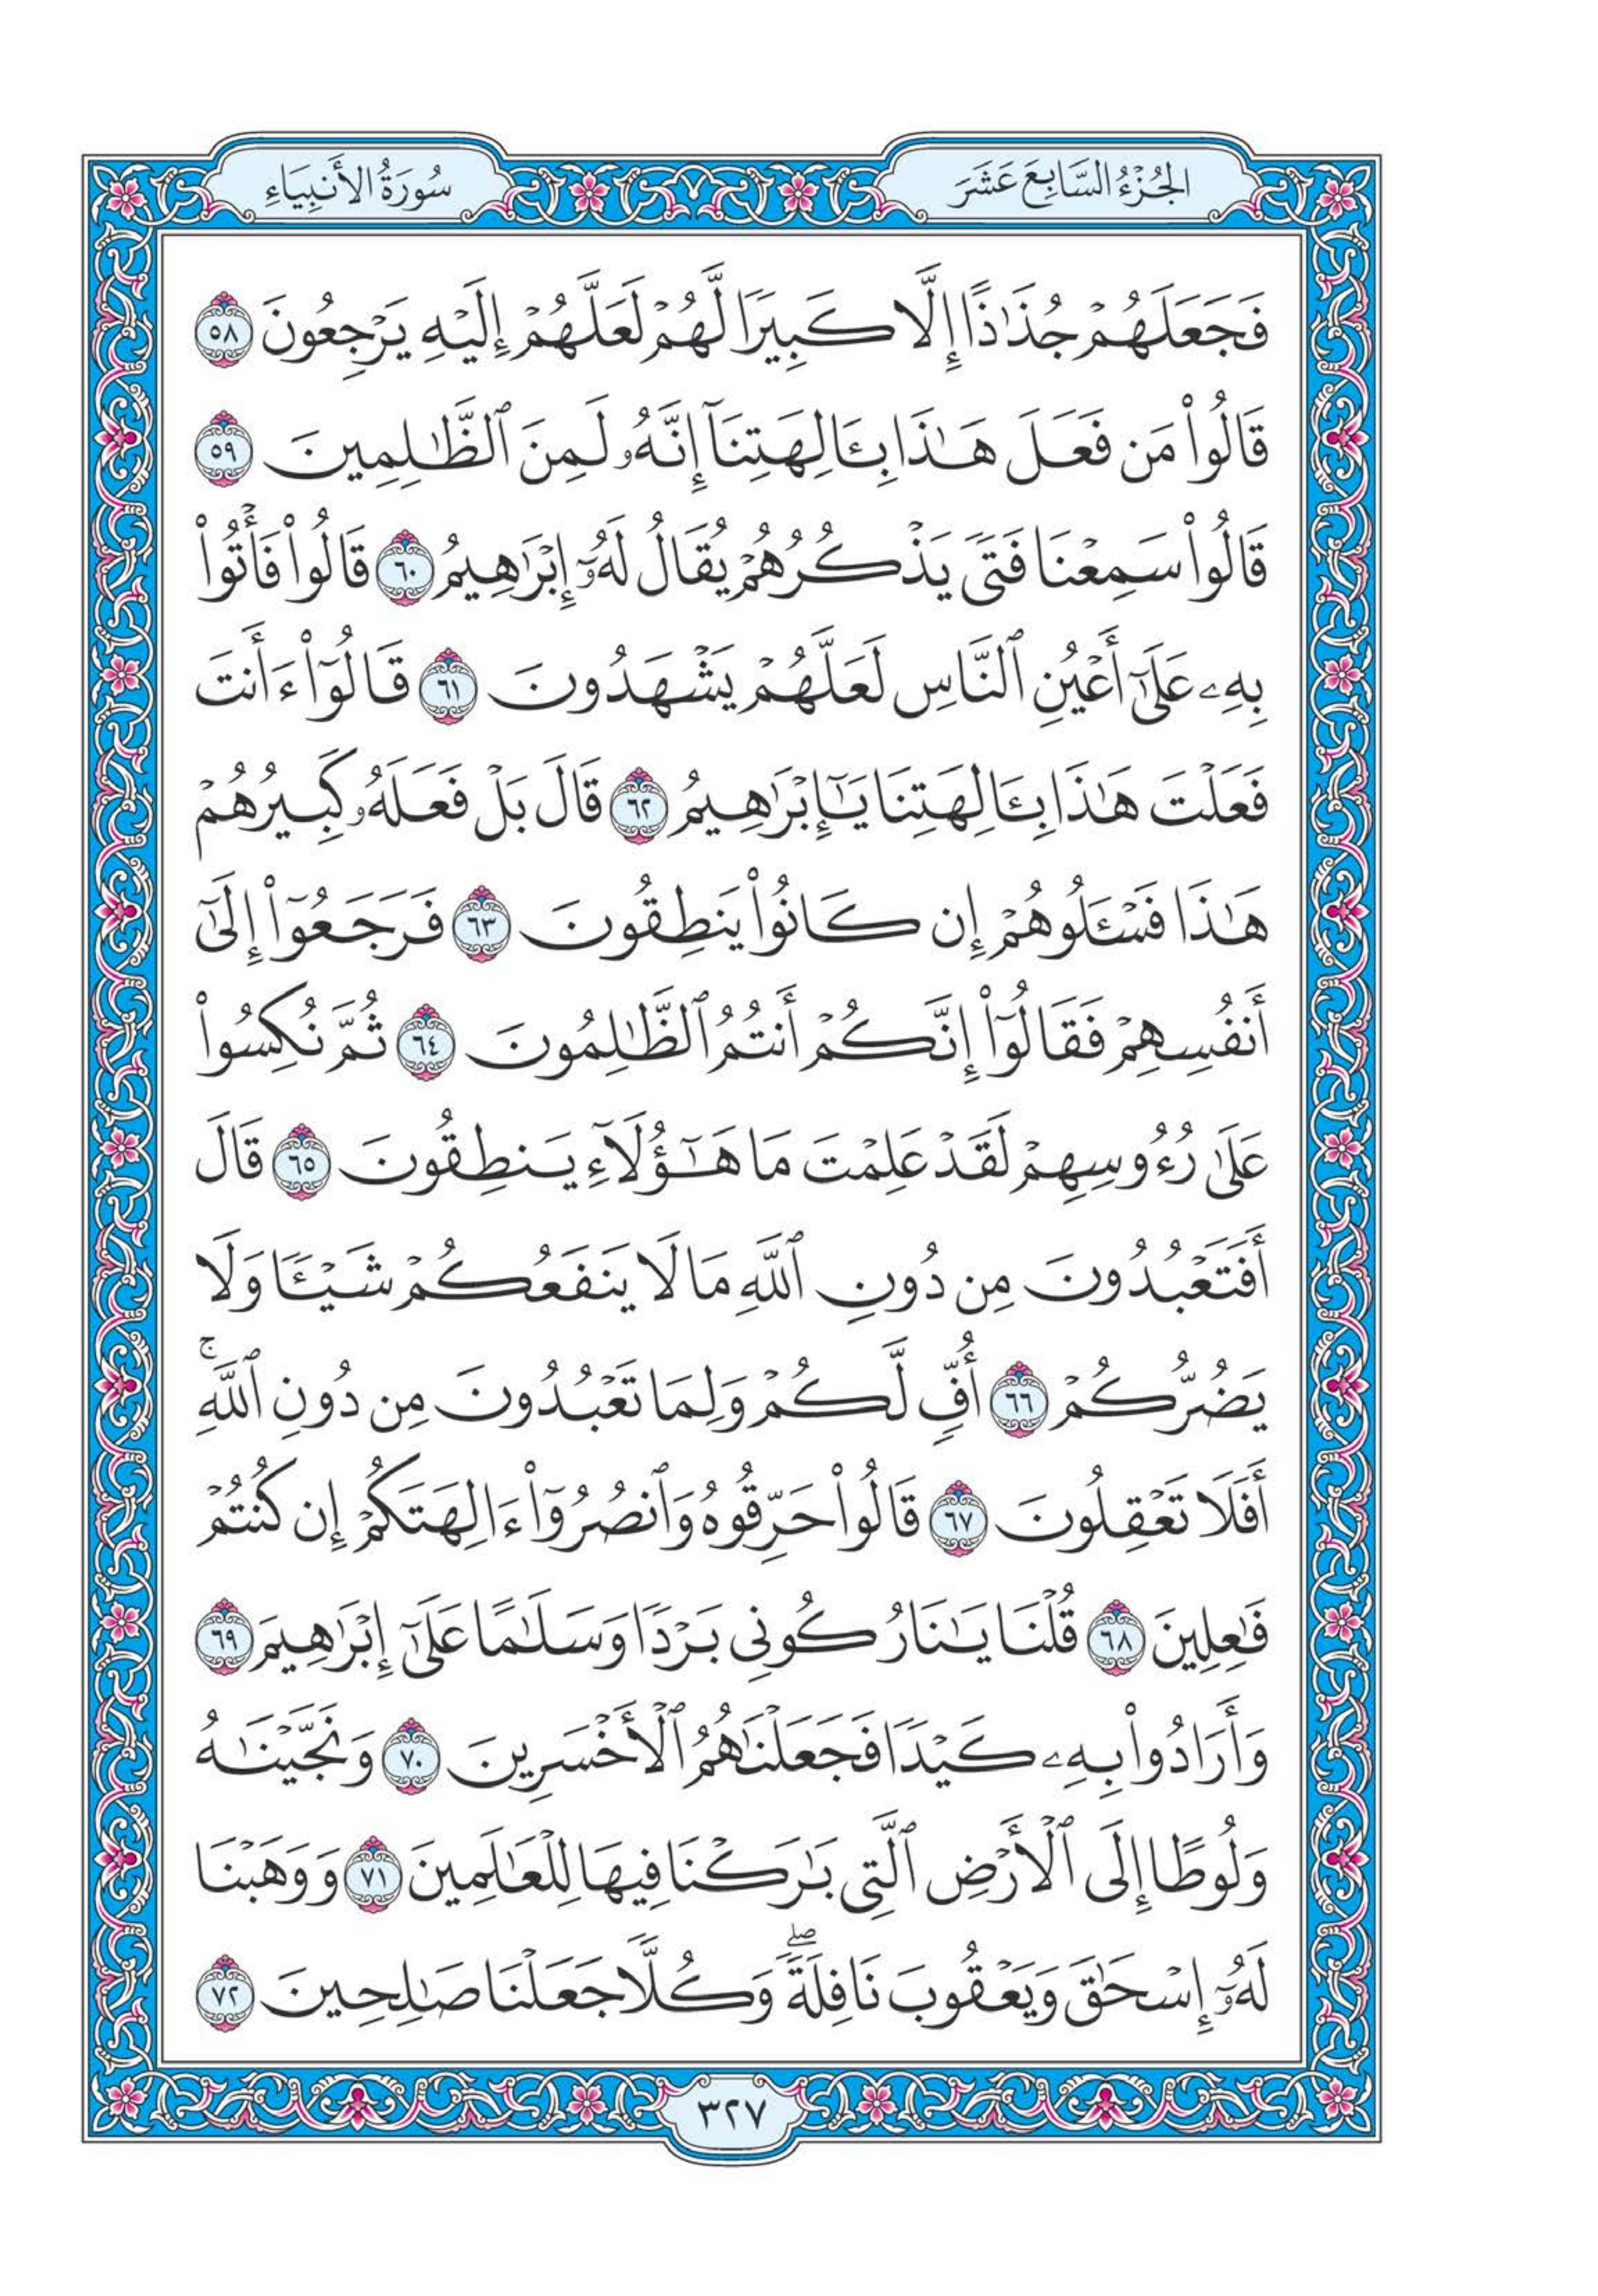 الجُزْءُ السَّابِعَ عَشَرَ
سُورَةُ الأَنبِيَاءِ
فَجَعَلَهُمْ جُذَٰذًا إِلَّا كَبِيرًا لَّهُمْ لَعَلَّهُمْ إِلَيْهِ يَرْجِعُونَ ٥٨
قَالُوا۟ مَن فَعَلَ هَٰذَا بِـَٔالِهَتِنَآ إِنَّهُۥ لَمِنَ ٱلظَّٰلِمِينَ ٥٩
قَالُوا۟ سَمِعْنَا فَتًى يَذْكُرُهُمْ يُقَالُ لَهُۥٓ إِبْرَٰهِيمُ ٦٠ قَالُوا۟ فَأْتُوا۟
بِهِۦ عَلَىٰٓ أَعْيُنِ ٱلنَّاسِ لَعَلَّهُمْ يَشْهَدُونَ ٦١ قَالُوٓا۟ ءَأَنتَ
فَعَلْتَ هَٰذَا بِـَٔالِهَتِنَا يَٰٓإِبْرَٰهِيمُ ٦٢ قَالَ بَلْ فَعَلَهُۥ كَبِيرُهُمْ
هَٰذَا فَسْـَٔلُوهُمْ إِن كَانُوا۟ يَنطِقُونَ ٦٣ فَرَجَعُوٓا۟ إِلَىٰٓ
أَنفُسِهِمْ فَقَالُوٓا۟ إِنَّكُمْ أَنتُمُ ٱلظَّٰلِمُونَ ٦٤ ثُمَّ نُكِسُوا۟
عَلَىٰ رُءُوسِهِمْ لَقَدْ عَلِمْتَ مَا هَٰٓؤُلَآءِ يَنطِقُونَ ٦٥ قَالَ
أَفَتَعْبُدُونَ مِن دُونِ ٱللَّهِ مَا لَا يَنفَعُكُمْ شَيْـًٔا وَلَا
يَضُرُّكُمْ ٦٦ أُفٍّ لَّكُمْ وَلِمَا تَعْبُدُونَ مِن دُونِ ٱللَّهِۚ
أَفَلَا تَعْقِلُونَ ٦٧ قَالُوا۟ حَرِّقُوهُ وَٱنصُرُوٓا۟ ءَالِهَتَكُمْ إِن كُنتُمْ
فَٰعِلِينَ ٦٨ قُلْنَا يَٰنَارُ كُونِى بَرْدًا وَسَلَٰمًا عَلَىٰٓ إِبْرَٰهِيمَ ٦٩
وَأَرَادُوا۟ بِهِۦ كَيْدًا فَجَعَلْنَٰهُمُ ٱلْأَخْسَرِينَ ٧٠ وَنَجَّيْنَٰهُ
وَلُوطًا إِلَى ٱلْأَرْضِ ٱلَّتِى بَٰرَكْنَا فِيهَا لِلْعَٰلَمِينَ ٧١ وَوَهَبْنَا
لَهُۥٓ إِسْحَٰقَ وَيَعْقُوبَ نَافِلَةًۖ وَكُلًّا جَعَلْنَا صَٰلِحِينَ ٧٢
٣٢٧